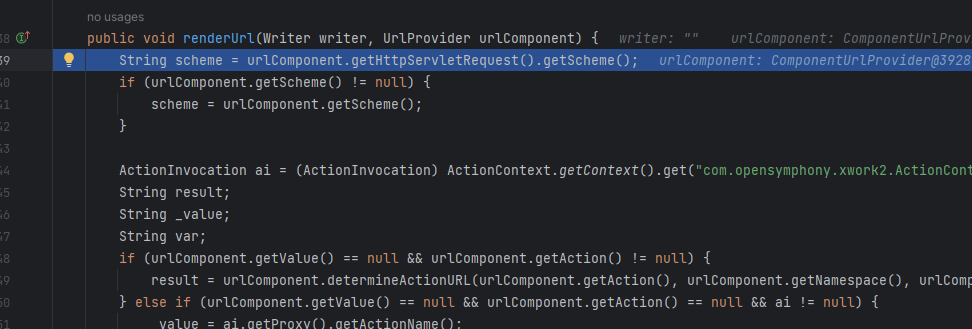 no usages
38 public void renderUrl(Writer writer, UrlProvider urlComponent) { writer: "" urlComponent: ComponentUrlProv
39 String scheme = urlComponent.getHttpServletRequest().getScheme(); urlComponent: ComponentUrlProvider@3928
40 if (urlComponent.getScheme() != null) {
41 scheme = urlComponent.getScheme();
42 }
43
44 ActionInvocation ai = (ActionInvocation) ActionContext.getContext().get("com.opensymphony.xwork2.ActionCont
45 String result;
46 String _value;
47 String var;
48 if (urlComponent.getValue() == null && urlComponent.getAction() != null) {
49 result = urlComponent.determineActionURL(urlComponent.getAction(), urlComponent.getNamespace(), urlComp
50 } else if (urlComponent.getValue() == null && urlComponent.getAction() == null && ai != null) {
51 _value = ai.getProxy().getActionName();